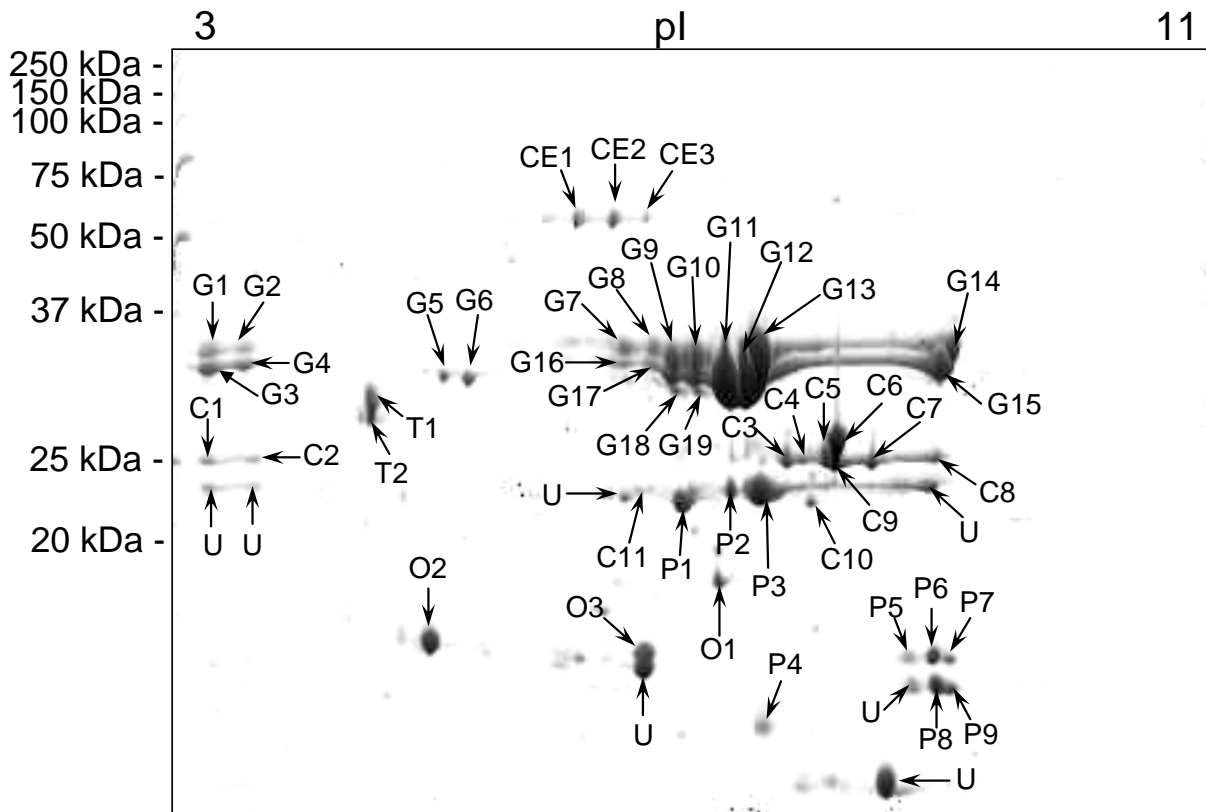 3 pI 11
250 kDa -
150 kDa -
100 kDa -
75 kDa -
50 kDa -
37 kDa -
25 kDa -
20 kDa -
CE1 CE2 CE3
G11
G9 G12
G8 G10
G1 G2 G5 G6 G7 G13 G14
G16 G4
G3 G17 G15
C1 T1 G18 G19 C3 C4 C5 C6 C7
C2 T2 C8
U C9 U
U U C11 P1 P2 P3 C10
O2 O3 O1 P5 P6 P7
P4
U U P8 P9
U